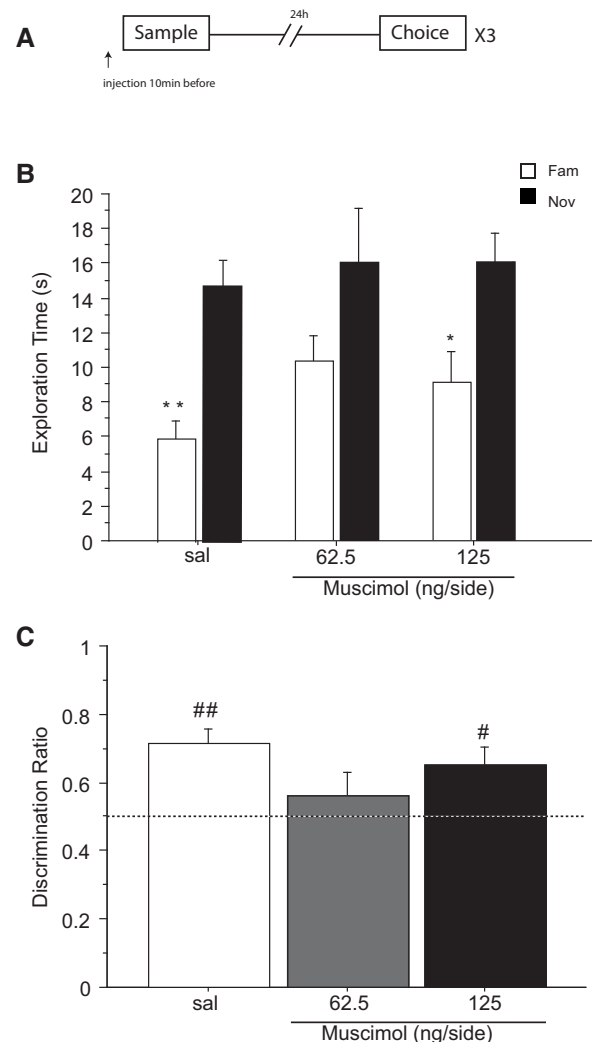 A
Sample
24h
Choice
X3
injection 10min before
B
Fam
Nov
Exploration Time (s)
20
18
16
14
12
10
8
6
4
2
0
* *
*
sal
62.5
125
Muscimol (ng/side)
C
Discrimination Ratio
1
0.8
0.6
0.4
0.2
0
##
#
sal
62.5
125
Muscimol (ng/side)